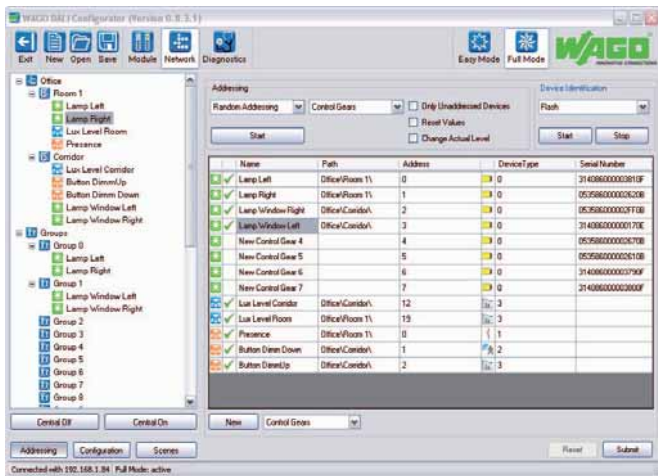 WAGO DALI Configurator (Version 0.8.3.1)
Exit New Open Save Module Network Diagnostics Easy Mode Full Mode WAGO
INNOVATIVE CONNECTIONS
Office
Room 1
Lamp Left
Lamp Right
Lux Level Room
Presence
Corridor
Lux Level Corridor
Button DimmUp
Button Dimm Down
Lamp Window Left
Lamp Window Right
Groups
Group 0
Lamp Left
Lamp Right
Group 1
Lamp Window Left
Lamp Window Right
Group 2
Group 3
Group 4
Group 5
Group 6
Group 7
Group 8
Central Off Central On
Addressing Configuration Scenes
Addressing
Random Addressing Control Gears
Only Unaddressed Devices
Reset Values
Change Actual Level
Start
Device Identification
Flash
Start Stop
Name Path Address DeviceType Serial Number
Lamp Left Office\Room 1\ 0 0
Lamp Right Office\Room 1\ 1 0
Lamp Window Right Office\Corridor\ 2 0
Lamp Window Left Office\Corridor\ 3 0
New Control Gear 4 4 0
New Control Gear 5 5 0
New Control Gear 6 6 0
New Control Gear 7 7 0
Lux Level Corridor Office\Corridor\ 12 3
Lux Level Room Office\Room 1\ 19 3
Presence Office\Room 1\ 0 1
Button Dimm Down Office\Corridor\ 1 2
Button DimmUp Office\Corridor\ 2 3
New Control Gears
Reset Submit
Connected with 192.168.1.84 Full Mode: active